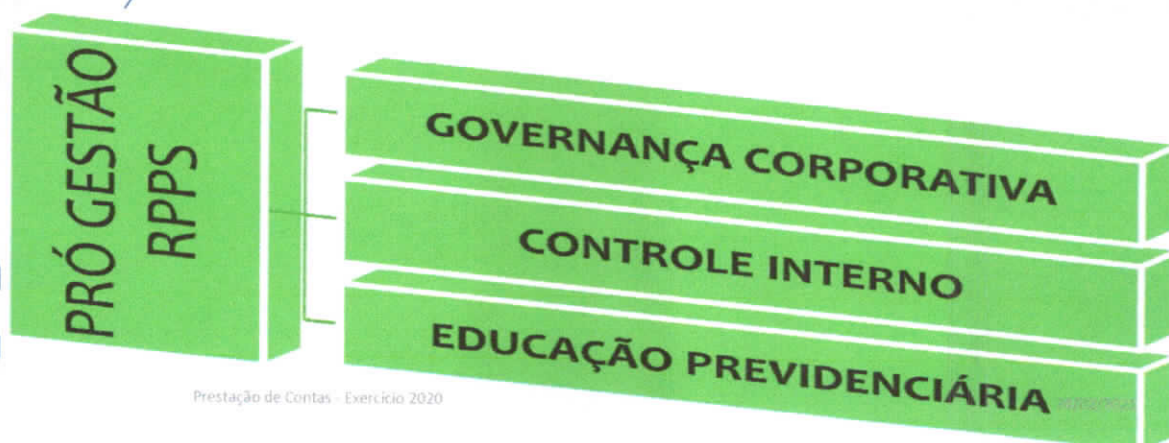 PRÓ GESTÃO
RPPS
GOVERNANÇA CORPORATIVA
CONTROLE INTERNO
EDUCAÇÃO PREVIDENCIÁRIA
Prestação de Contas - Exercício 2020